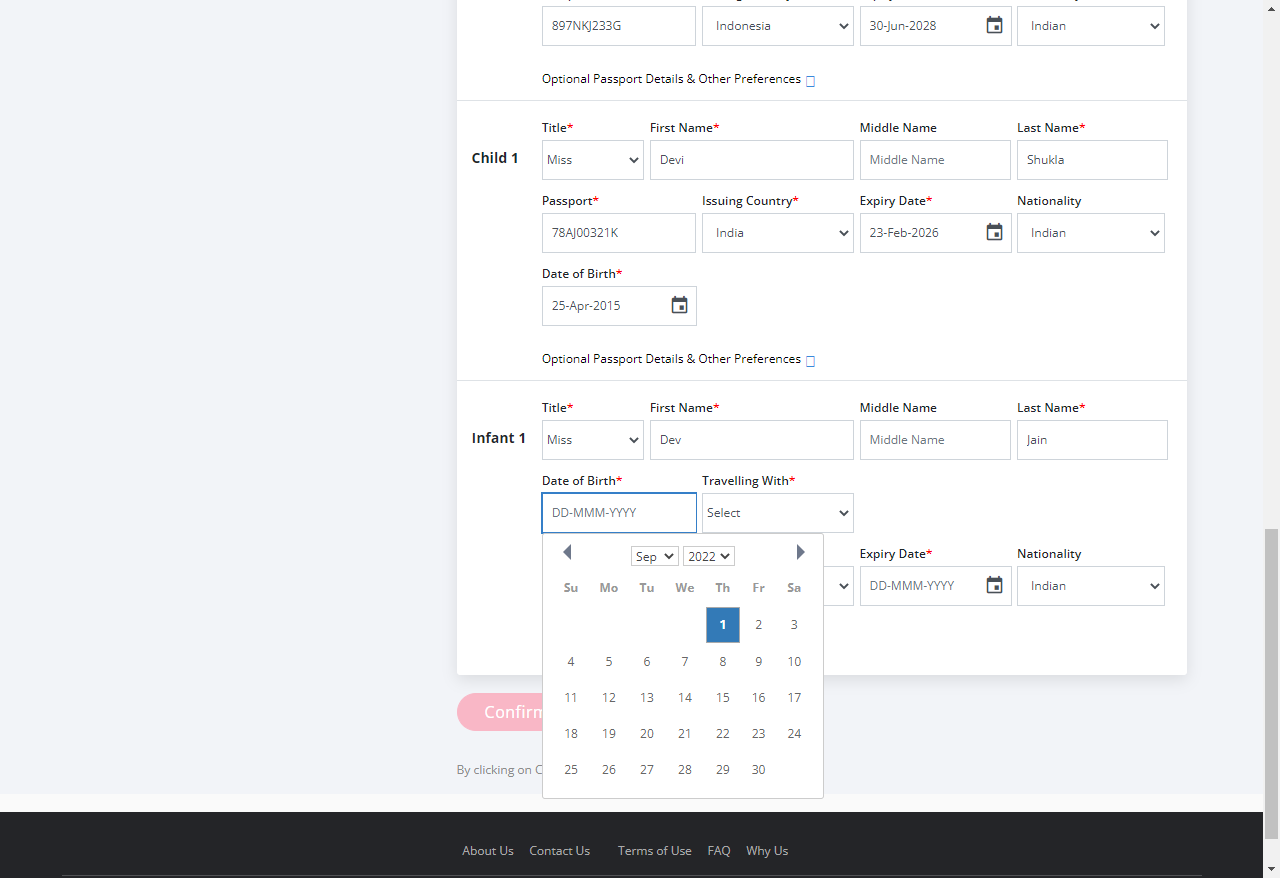 897NKJ233G Indonesia 30-Jun-2028 Indian
Optional Passport Details & Other Preferences
Title* First Name* Middle Name Last Name*
Child 1 Miss Devi Middle Name Shukla
Passport* Issuing Country* Expiry Date* Nationality
78AJ00321K India 23-Feb-2026 Indian
Date of Birth*
25-Apr-2015
Optional Passport Details & Other Preferences
Title* First Name* Middle Name Last Name*
Infant 1 Miss Dev Middle Name Jain
Date of Birth* Travelling With*
DD-MMM-YYYY Select
Sep 2022 Expiry Date* Nationality
Su Mo Tu We Th Fr Sa DD-MMM-YYYY Indian
1 2 3
4 5 6 7 8 9 10
11 12 13 14 15 16 17
Confirm
18 19 20 21 22 23 24
By clicking on C
25 26 27 28 29 30
About Us Contact Us Terms of Use FAQ Why Us